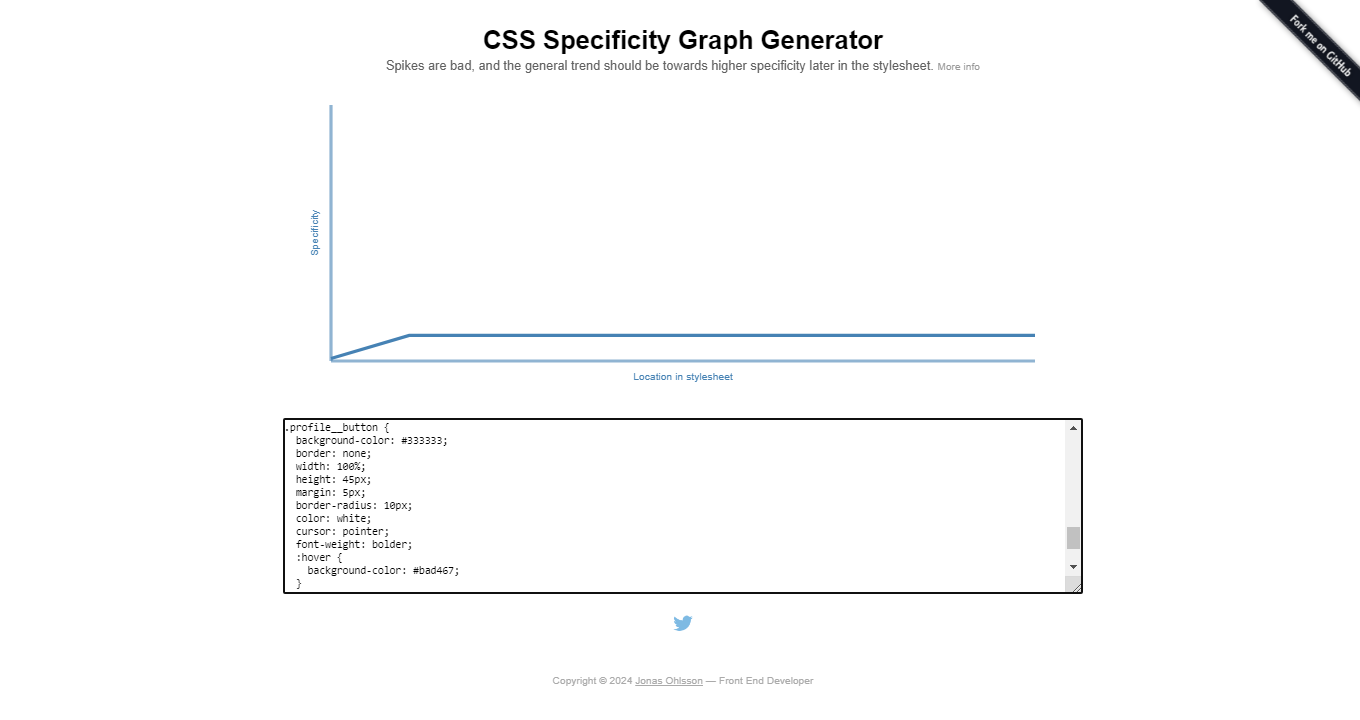 Fork me on GitHub
CSS Specificity Graph Generator
Spikes are bad, and the general trend should be towards higher specificity later in the stylesheet. More info
Specificity
Location in stylesheet
.profile__button {
  background-color: #333333;
  border: none;
  width: 100%;
  height: 45px;
  margin: 5px;
  border-radius: 10px;
  color: white;
  cursor: pointer;
  font-weight: bolder;
  :hover {
    background-color: #bad467;
  }
Copyright © 2024 Jonas Ohlsson — Front End Developer